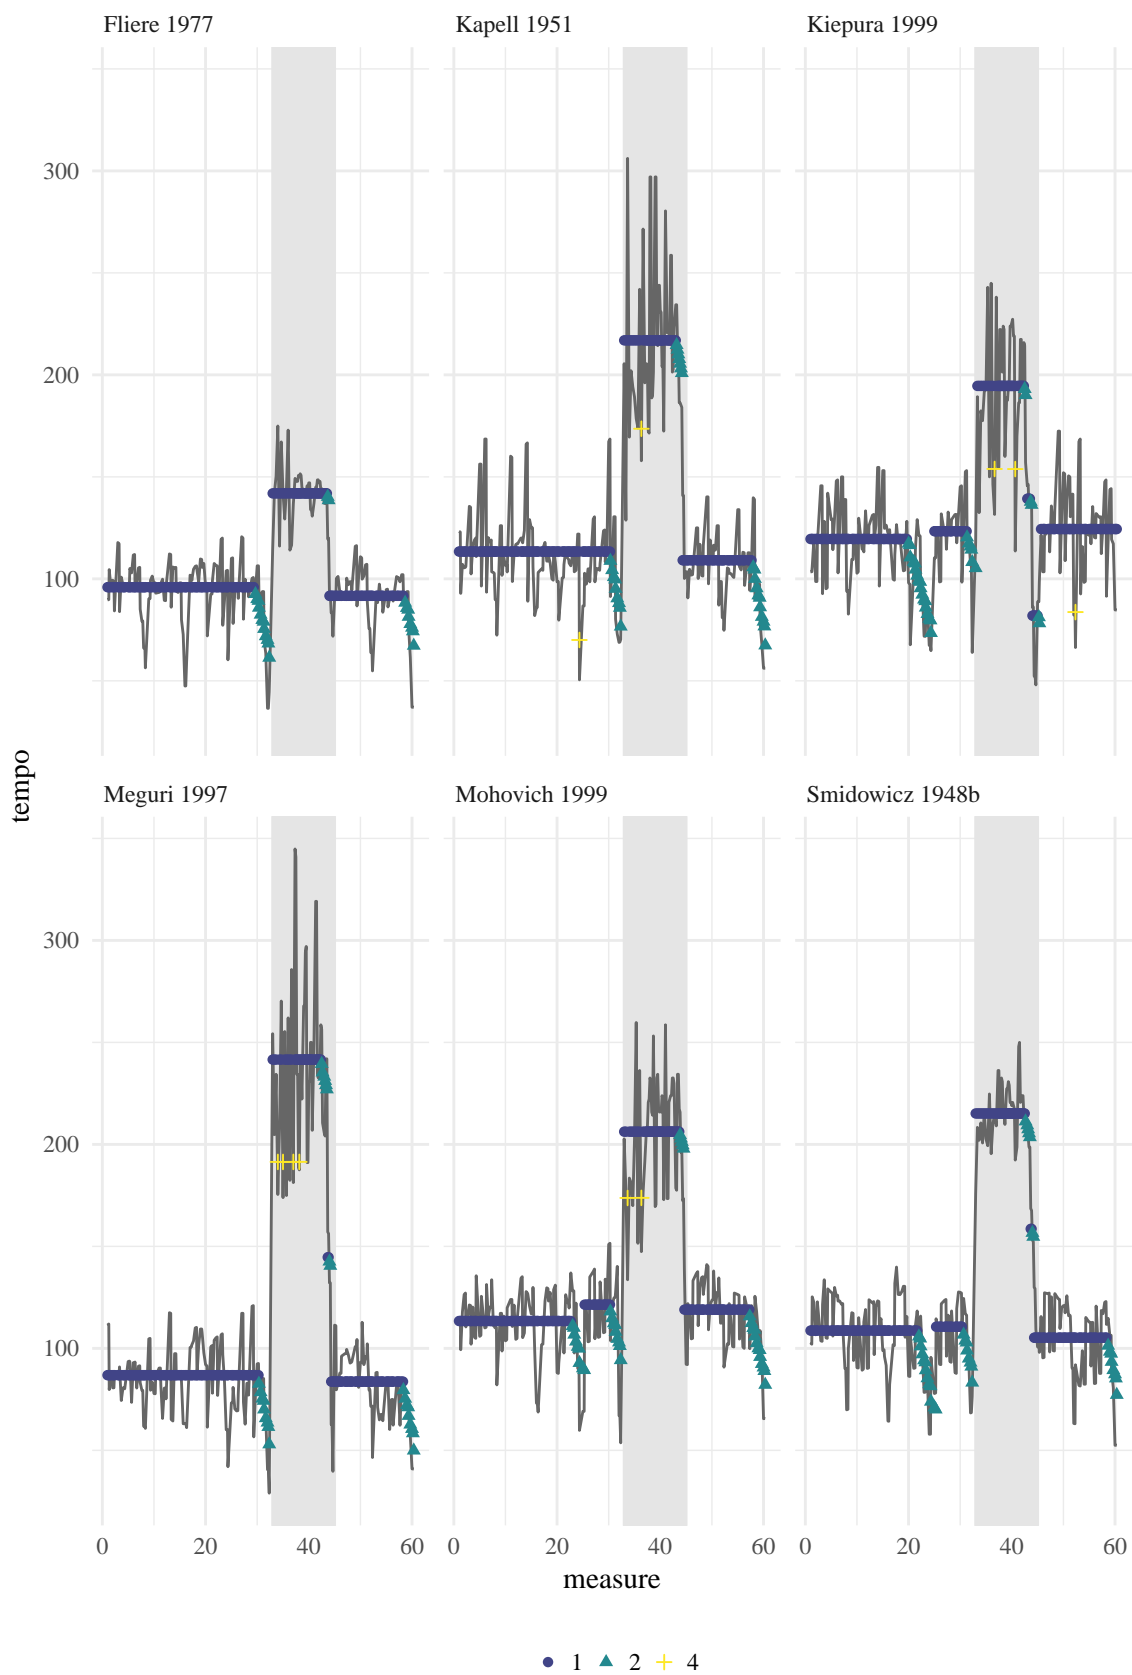 Fliere 1977 Kapell 1951 Kiepura 1999
300
200
100
tempo
Meguri 1997 Mohovich 1999 Smidowicz 1948b
300
200
100
0 20 40 60 0 20 40 60 0 20 40 60
measure
1 2 4